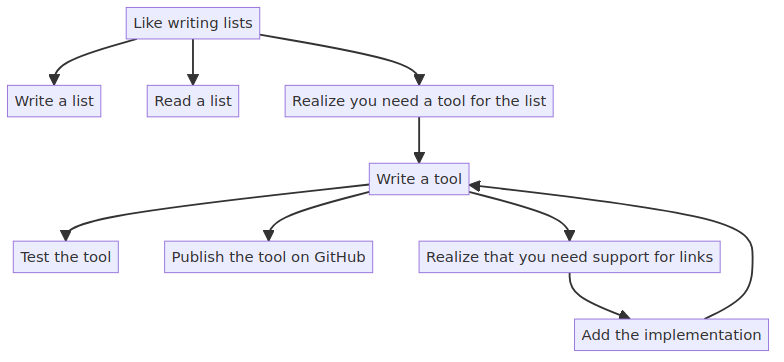 Like writing lists
Write a list
Read a list
Realize you need a tool for the list
Write a tool
Test the tool
Publish the tool on GitHub
Realize that you need support for links
Add the implementation